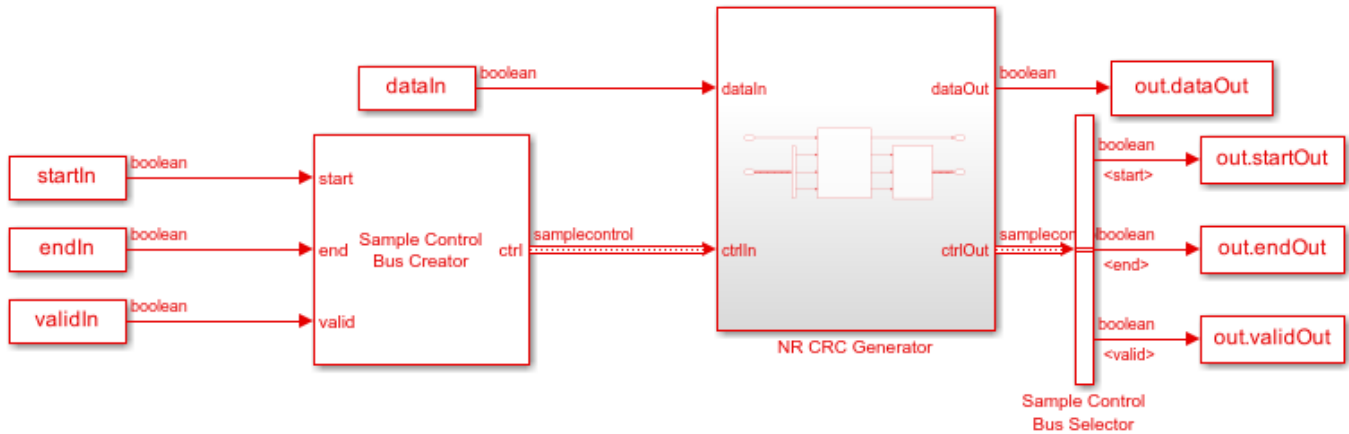 boolean
dataIn
dataIn
dataOut
boolean
out.dataOut
startIn
boolean
start
endIn
boolean
end
validIn
boolean
valid
Sample Control
Bus Creator
ctrl
samplecontrol
ctrlIn
ctrlOut
NR CRC Generator
boolean
<start>
out.startOut
boolean
<end>
out.endOut
boolean
<valid>
out.validOut
Sample Control
Bus Selector